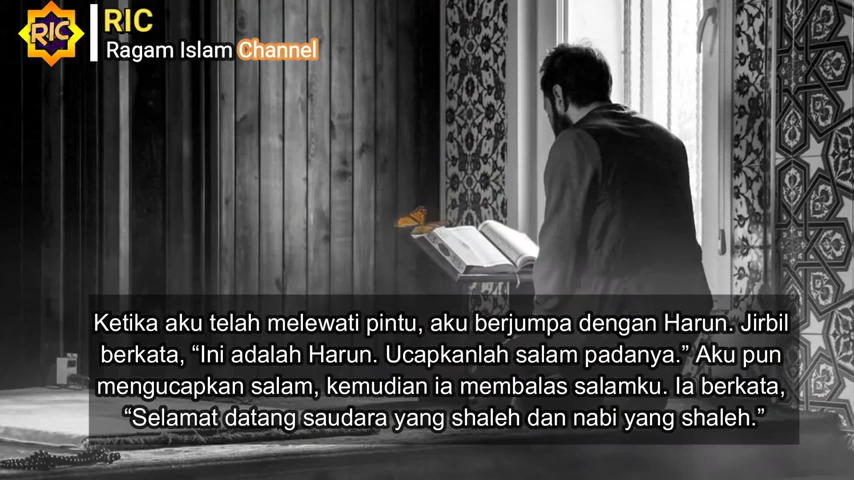 RIC
RIC
Ragam Islam Channel
Ketika aku telah melewati pintu, aku berjumpa dengan Harun. Jirbil
berkata, “Ini adalah Harun. Ucapkanlah salam padanya.” Aku pun
mengucapkan salam, kemudian ia membalas salamku. Ia berkata,
“Selamat datang saudara yang shaleh dan nabi yang shaleh.”